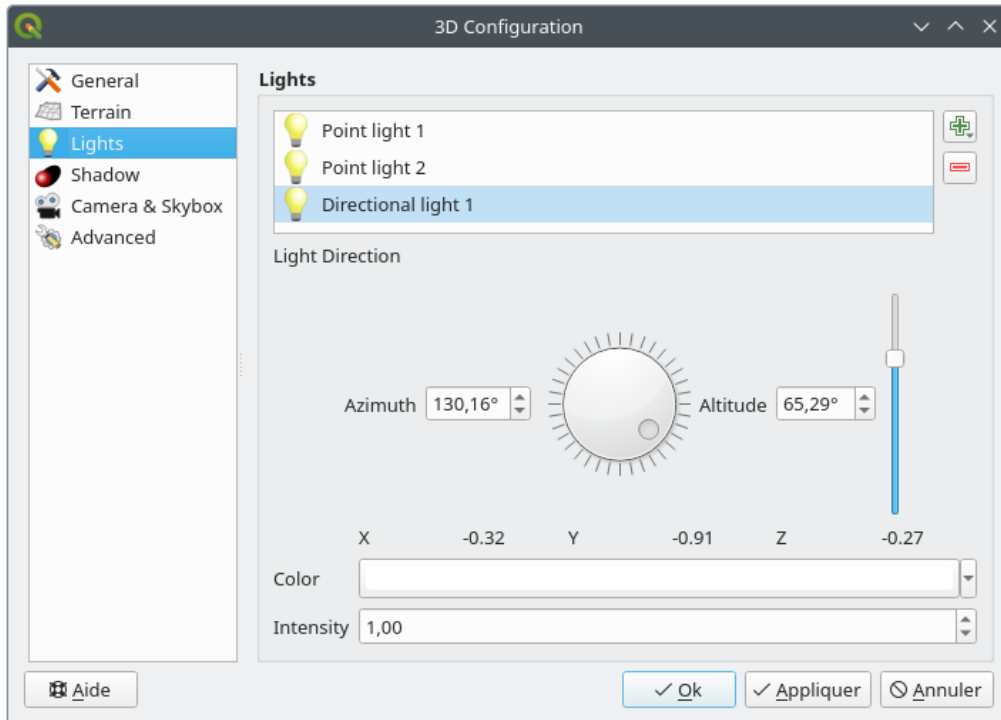 3D Configuration
General
Terrain
Lights
Shadow
Camera & Skybox
Advanced
Lights
Point light 1
Point light 2
Directional light 1
Light Direction
Azimuth 130,16° Altitude 65,29°
X -0.32 Y -0.91 Z -0.27
Color
Intensity 1,00
Aide Ok Appliquer Annuler